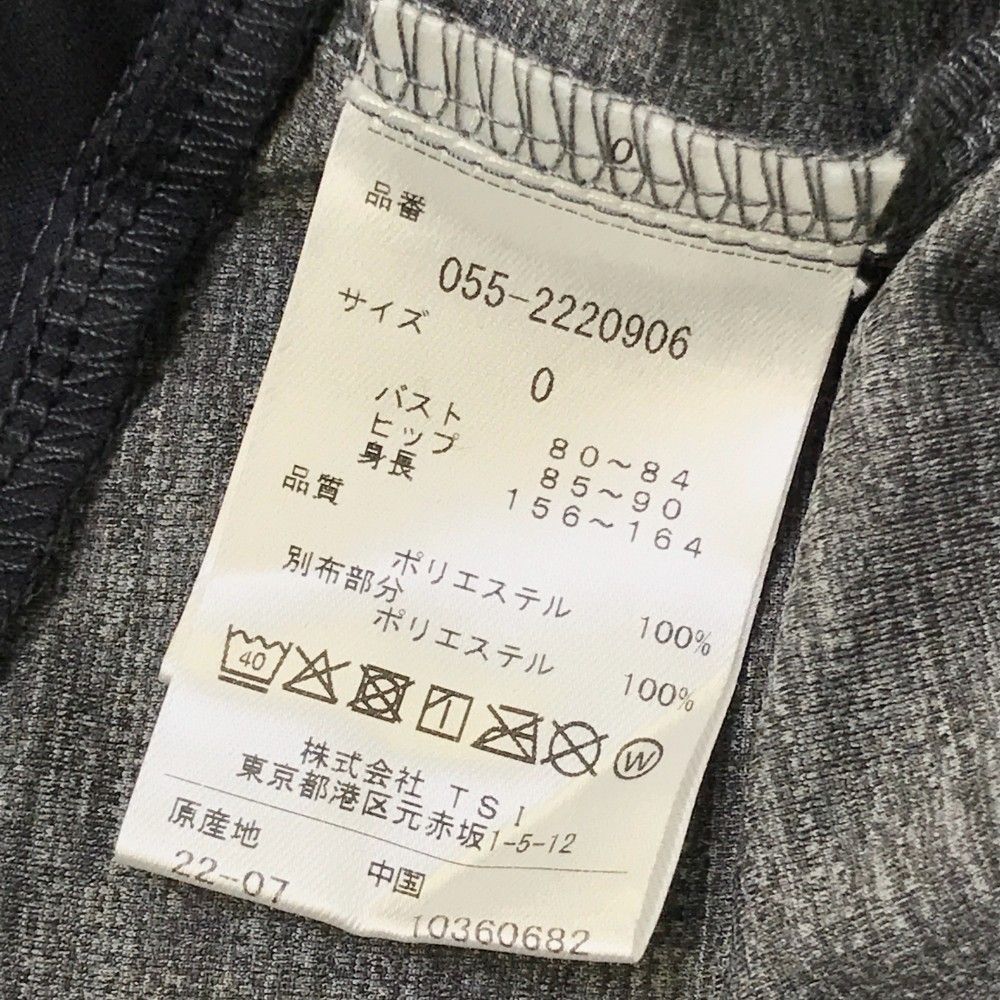 0
品番
055-2220906
サイズ
0
バスト 80～84
ヒップ 85～90
身長 156～164
品質
ポリエステル 100%
別布部分
ポリエステル 100%
40
W
株式会社 TSI
東京都港区元赤坂1-5-12
原産地 中国
22-07 10360682